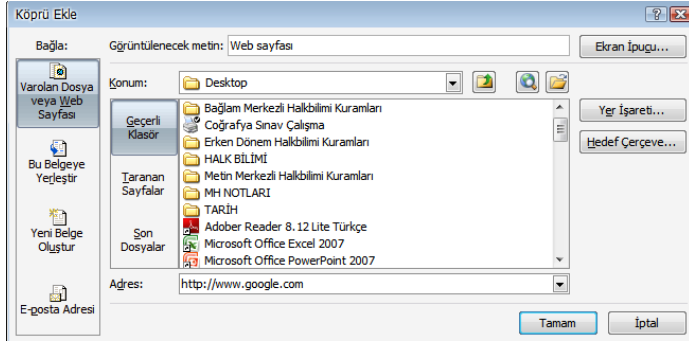 Köprü Ekle
Bağla:
Görüntülenecek metin: Web sayfası
Ekran İpucu...
Varolan Dosya
veya Web
Sayfası
Bu Belgeye
Yerleştir
Yeni Belge
Oluştur
E-posta Adresi
Konum:
Desktop
Geçerli
Klasör
Taranan
Sayfalar
Son
Dosyalar
Bağlam Merkezli Halkbilimi Kuramları
Coğrafya Sınav Çalışma
Erken Dönem Halkbilimi Kuramları
HALK BİLİMİ
Metin Merkezli Halkbilimi Kuramları
MH NOTLARI
TARİH
Adober Reader 8.12 Lite Türkçe
Microsoft Office Excel 2007
Microsoft Office PowerPoint 2007
Yer İşareti...
Hedef Çerçeve...
Adres:
http://www.google.com
Tamam
İptal